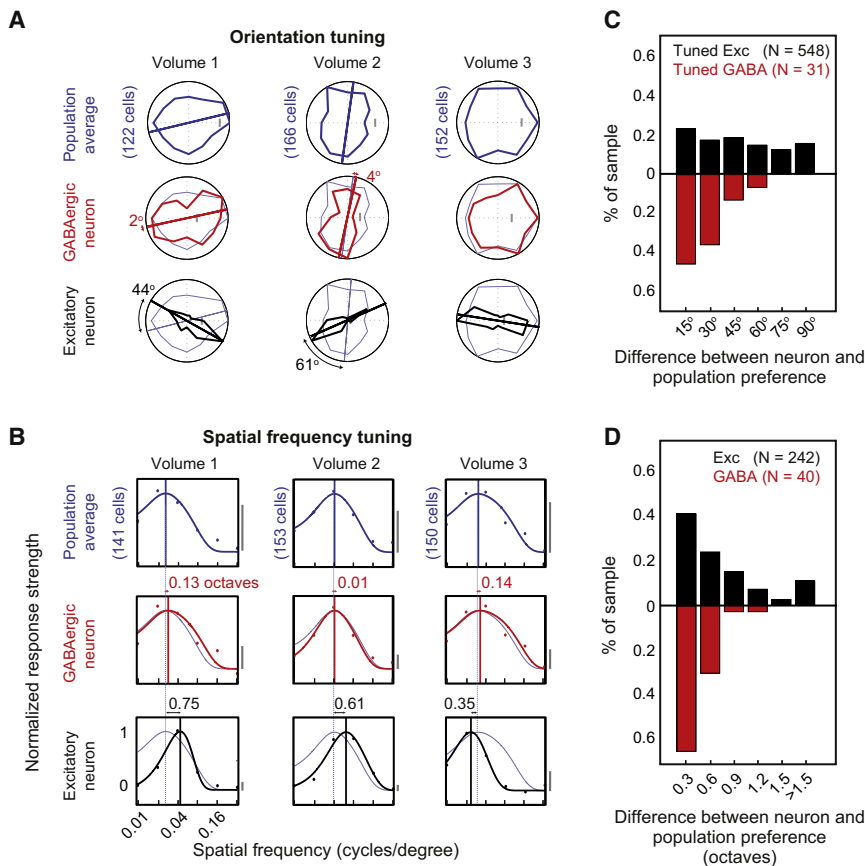 A
Orientation tuning
Volume 1
Volume 2
Volume 3
Population
average
(122 cells)
(166 cells)
(152 cells)
GABAergic
neuron
2°
4°
Excitatory
neuron
44°
61°
B
Spatial frequency tuning
Volume 1
Volume 2
Volume 3
Normalized response strength
Population
average
(141 cells)
(153 cells)
(150 cells)
GABAergic
neuron
0.13 octaves
0.01
0.14
Excitatory
neuron
0.75
0.61
0.35
1
0
0.01
0.04
0.16
Spatial frequency (cycles/degree)
C
Tuned Exc (N = 548)
Tuned GABA (N = 31)
% of sample
0.6
0.4
0.2
0
0.2
0.4
0.6
15°
30°
45°
60°
75°
90°
Difference between neuron and
population preference
D
Exc (N = 242)
GABA (N = 40)
% of sample
0.6
0.4
0.2
0
0.2
0.4
0.6
0.3
0.6
0.9
1.2
1.5
>1.5
Difference between neuron and
population preference
(octaves)